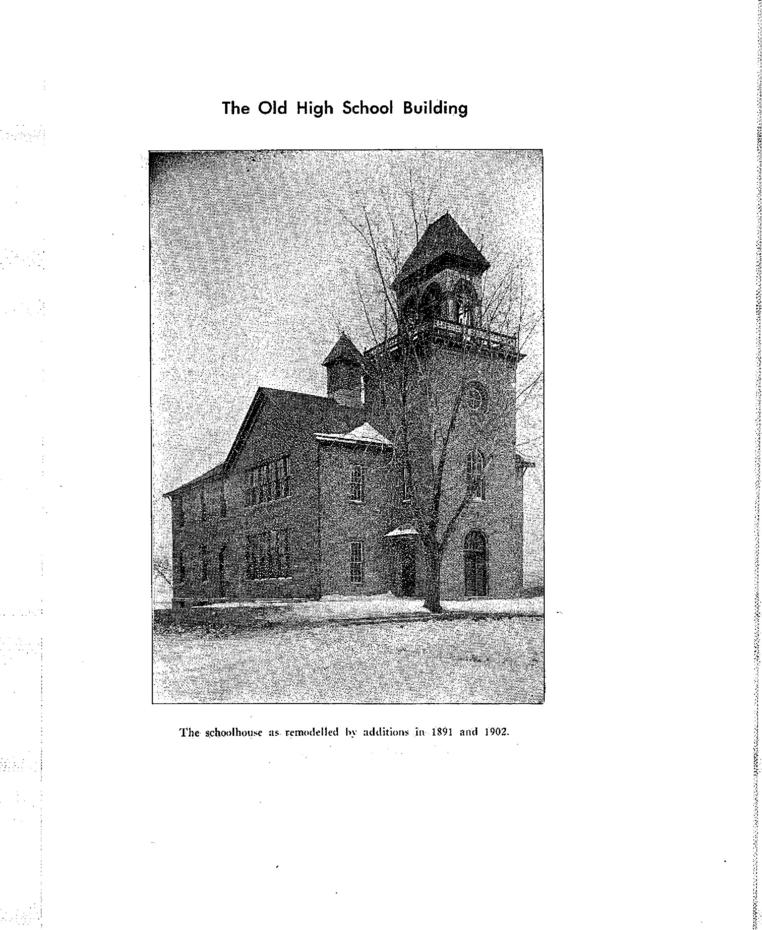 The Old High School Building
The schoolhouse as remodelled by additions in 1891 and 1902.